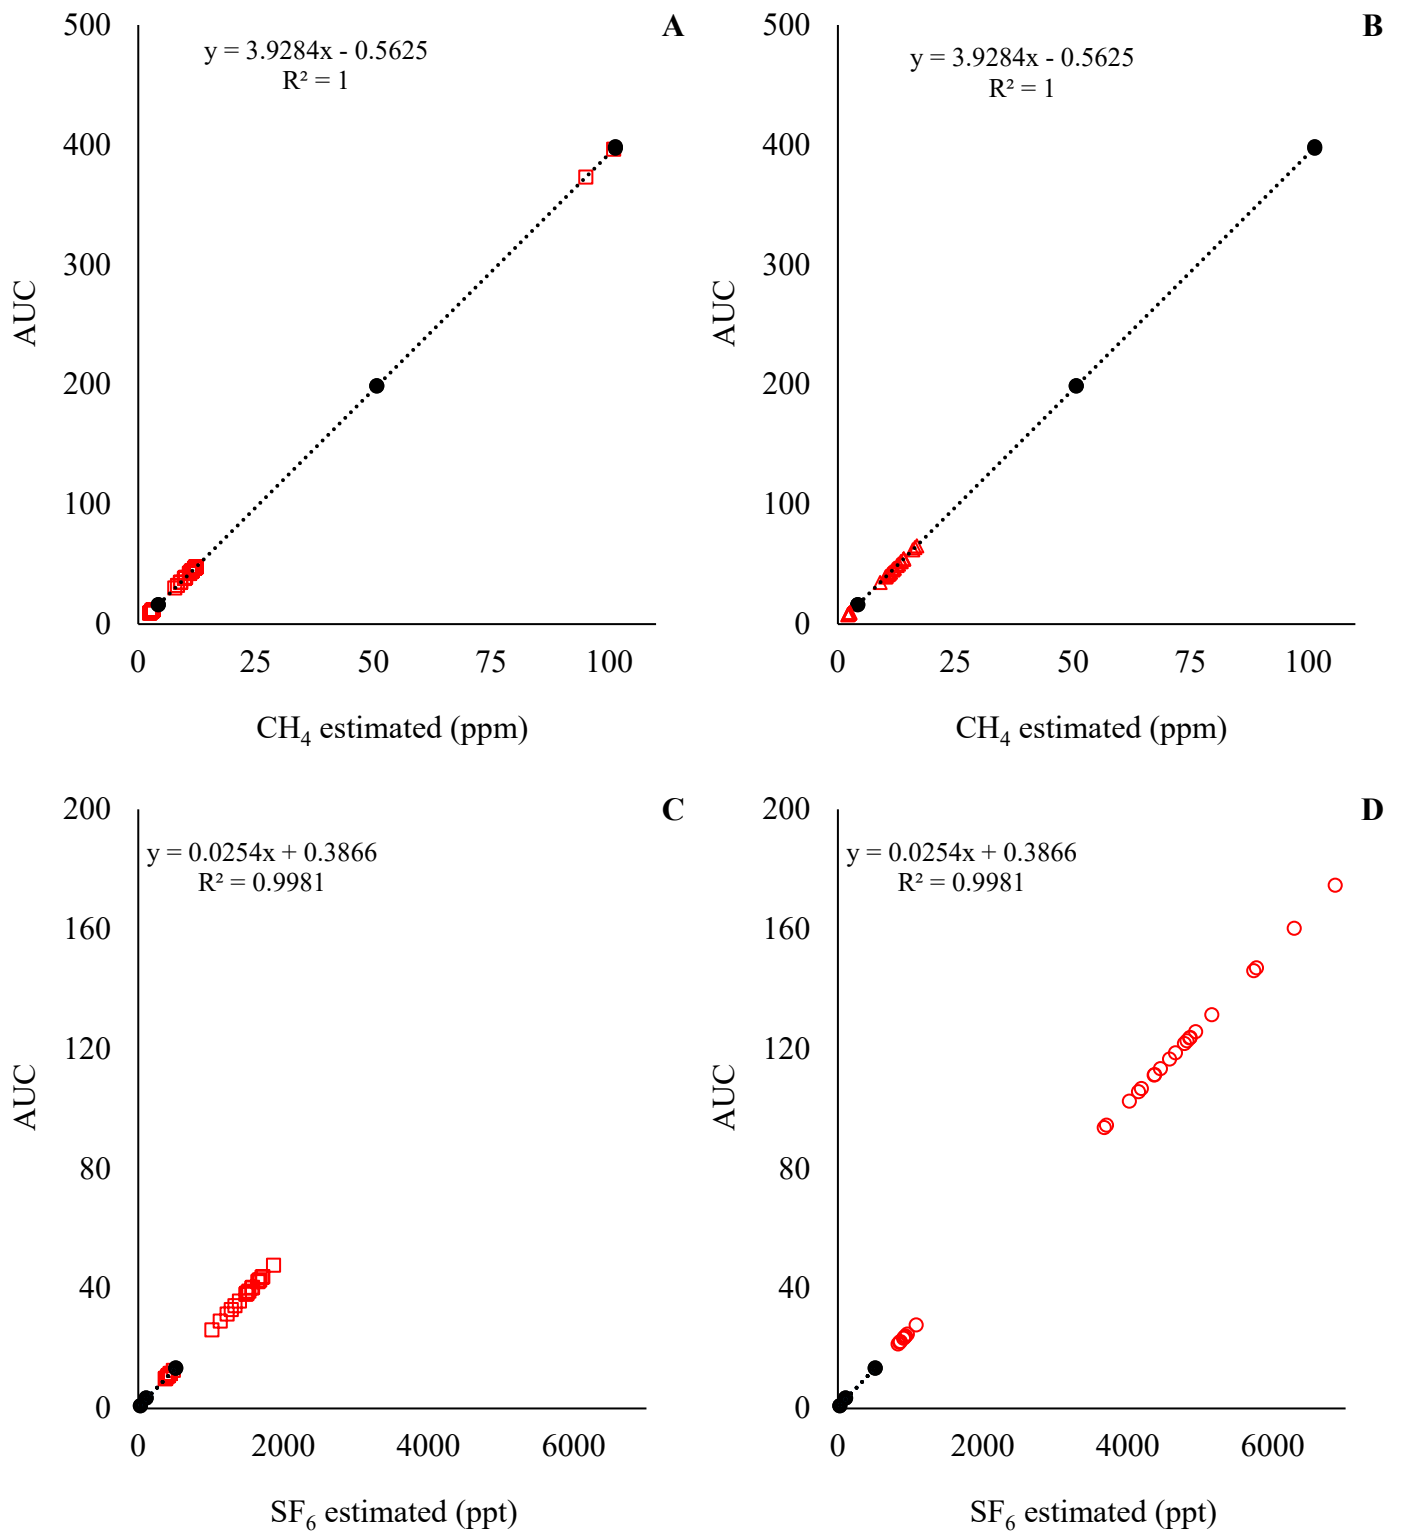 A
y = 3.9284x - 0.5625
R² = 1
500
400
300
200
100
0
AUC
0 25 50 75 100
CH₄ estimated (ppm)
B
y = 3.9284x - 0.5625
R² = 1
500
400
300
200
100
0
AUC
0 25 50 75 100
CH₄ estimated (ppm)
C
y = 0.0254x + 0.3866
R² = 0.9981
200
160
120
80
40
0
AUC
0 2000 4000 6000
SF₆ estimated (ppt)
D
y = 0.0254x + 0.3866
R² = 0.9981
200
160
120
80
40
0
AUC
0 2000 4000 6000
SF₆ estimated (ppt)